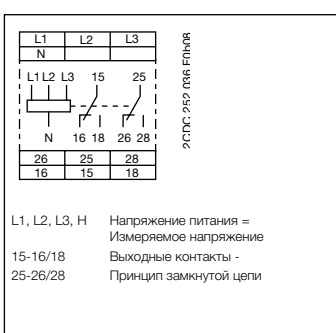 L1 L2 L3
N
L1 L2 L3 15 25
N 16 18 26 28
26 25 28
16 15 18
2CDC 252 036 F0b08
L1, L2, L3, Н Напряжение питания =
Измеряемое напряжение
15-16/18 Выходные контакты -
25-26/28 Принцип замкнутой цепи